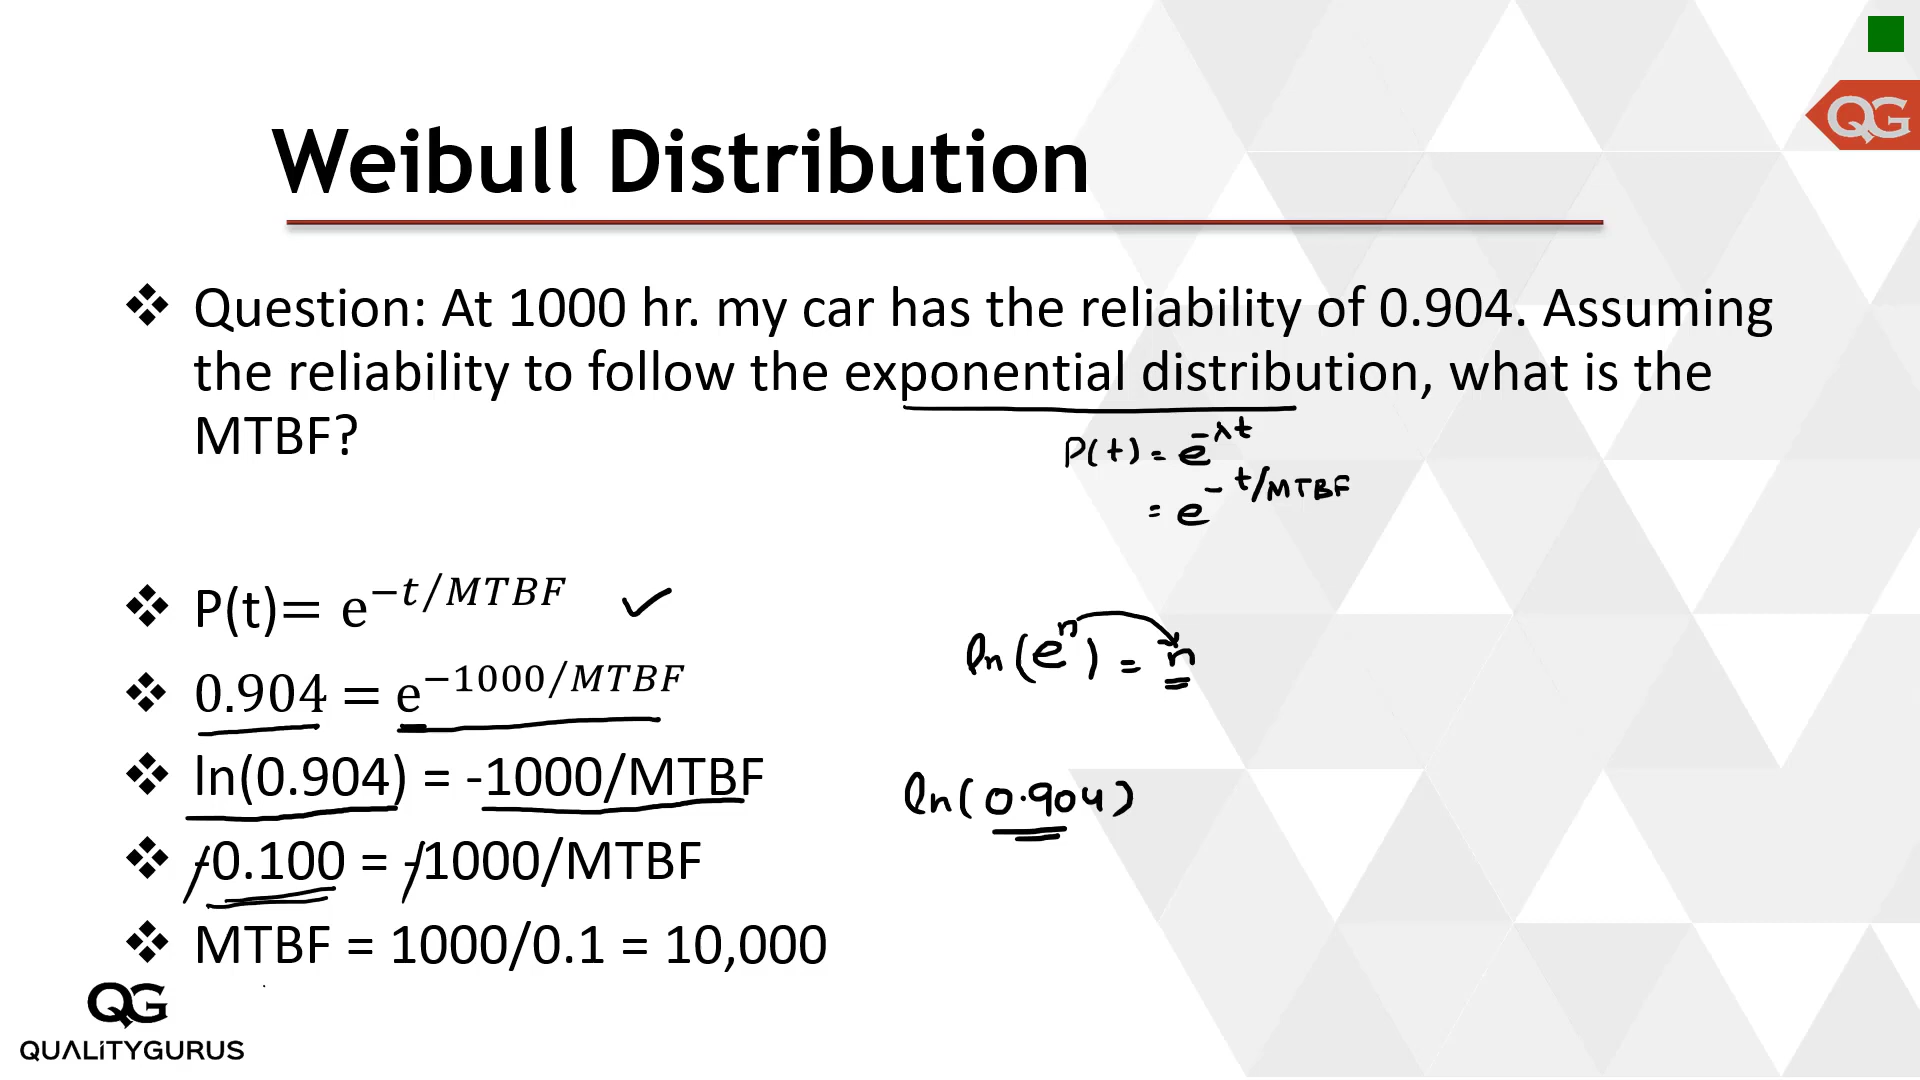 QG
Weibull Distribution
Question: At 1000 hr. my car has the reliability of 0.904. Assuming
the reliability to follow the exponential distribution, what is the
MTBF?
P(t) = e^-λt
= e^-t/MTBF
P(t)= e^−t/MTBF
ln(e^n) = n
0.904 = e^−1000/MTBF
ln(0.904) = -1000/MTBF
ln(0.904)
-0.100 = -1000/MTBF
MTBF = 1000/0.1 = 10,000
QG
QUALiTYGURUS